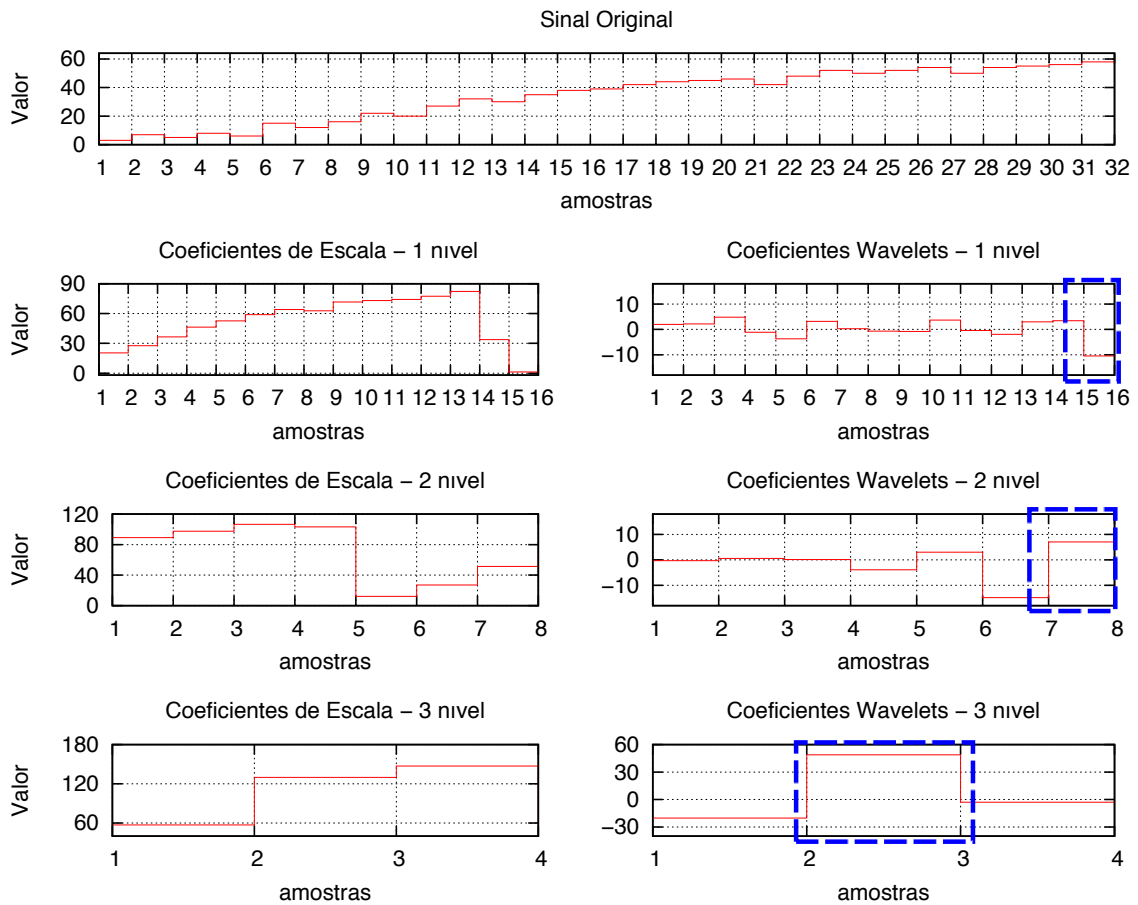 Sinal Original
Valor
60
40
20
0
1 2 3 4 5 6 7 8 9 10 11 12 13 14 15 16 17 18 19 20 21 22 23 24 25 26 27 28 29 30 31 32
amostras
Coeficientes de Escala – 1 nıvel
Valor
90
60
30
0
1 2 3 4 5 6 7 8 9 10 11 12 13 14 15 16
amostras
Coeficientes Wavelets – 1 nıvel
10
0
−10
1 2 3 4 5 6 7 8 9 10 11 12 13 14 15 16
amostras
Coeficientes de Escala – 2 nıvel
Valor
120
80
40
0
1 2 3 4 5 6 7 8
amostras
Coeficientes Wavelets – 2 nıvel
10
0
−10
1 2 3 4 5 6 7 8
amostras
Coeficientes de Escala – 3 nıvel
Valor
180
120
60
1 2 3 4
amostras
Coeficientes Wavelets – 3 nıvel
60
30
0
−30
1 2 3 4
amostras